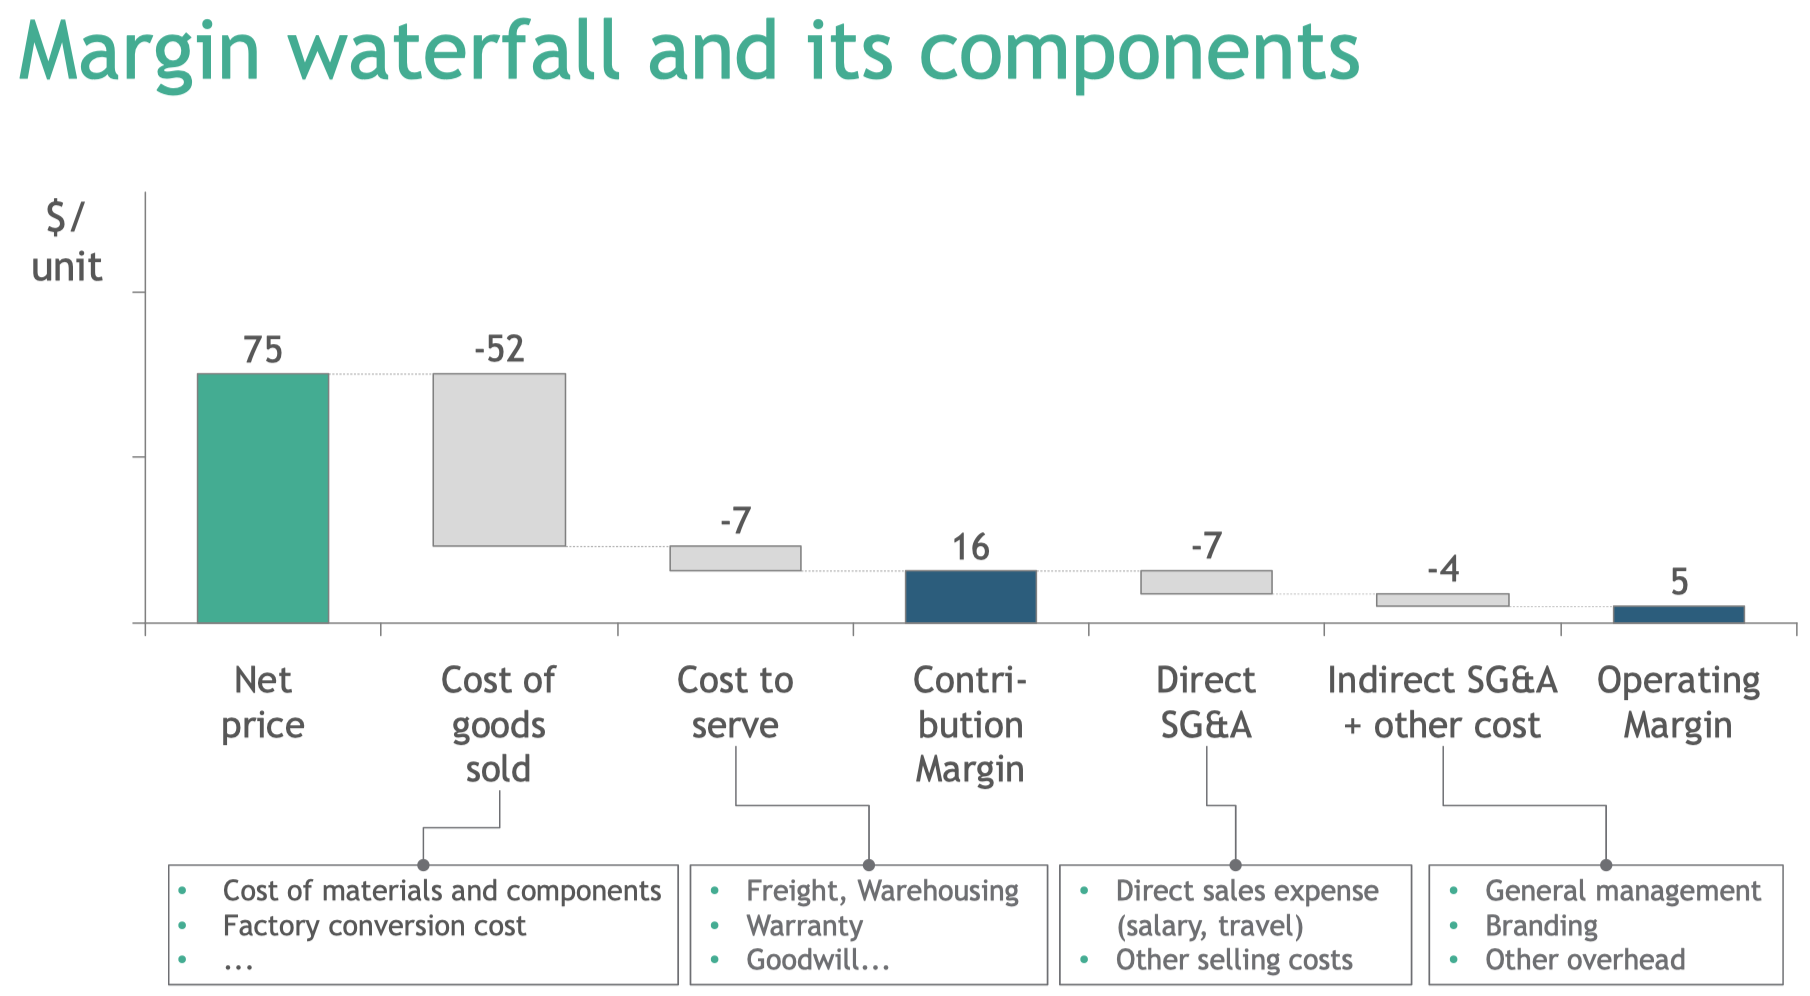 Margin waterfall and its components
$/
unit
75
-52
-7
16
-7
-4
5
Net
price
Cost of
goods
sold
Cost to
serve
Contri-
bution
Margin
Direct
SG&A
Indirect SG&A
+ other cost
Operating
Margin
• Cost of materials and components
• Factory conversion cost
• ...
• Freight, Warehousing
• Warranty
• Goodwill...
• Direct sales expense
(salary, travel)
• Other selling costs
• General management
• Branding
• Other overhead